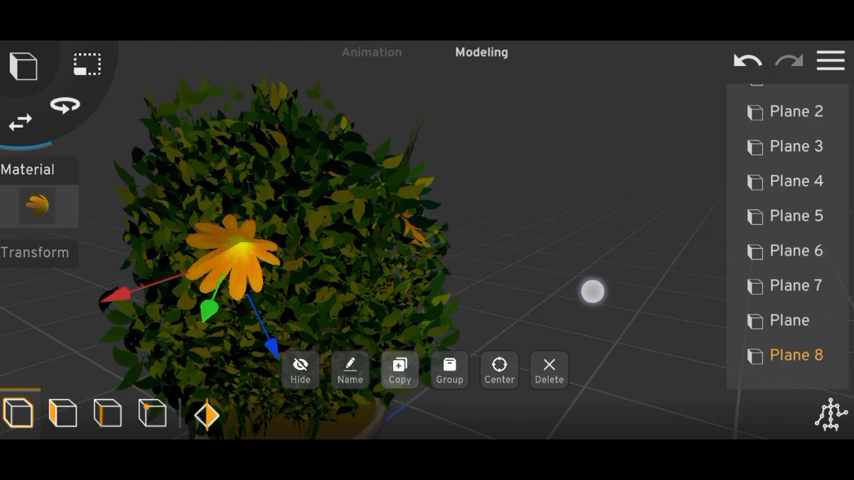 Animation Modeling
Material
Transform
Plane 2
Plane 3
Plane 4
Plane 5
Plane 6
Plane 7
Plane
Plane 8
Hide Name Copy Group Center Delete